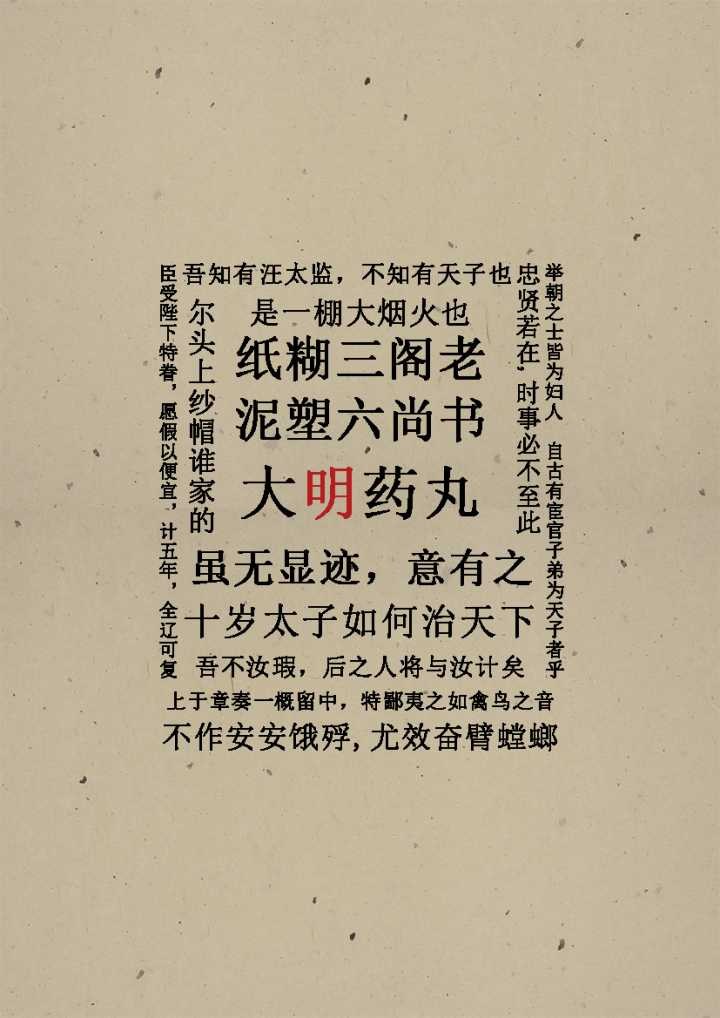 吾知有汪太监，不知有天子也
是一棚大烟火也
纸糊三阁老
泥塑六尚书
大明药丸
虽无显迹，意有之
十岁太子如何治天下
吾不汝瑕，后之人将与汝计矣
上于章奏一概留中，特鄙夷之如禽鸟之音
不作安安饿殍,尤效奋臂螳螂
臣受陛下特眷，愿假以便宜，计五年，全辽可复
尔头上纱帽谁家的
忠贤若在，时事必不至此
举朝之士皆为妇人 自古有宦官子弟为天子者乎